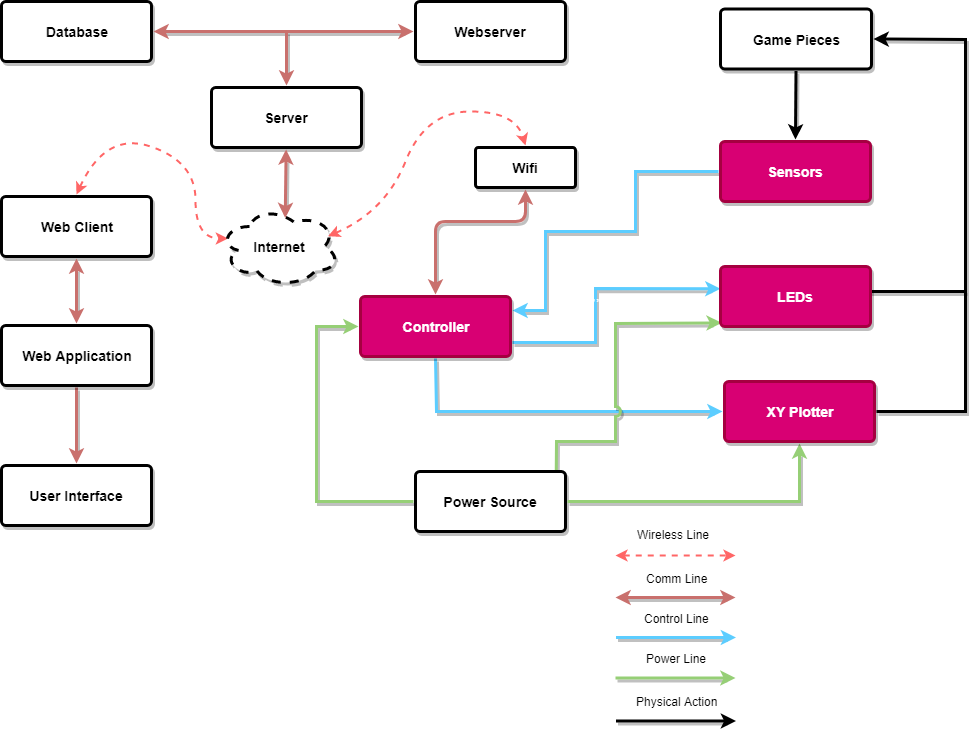 Database
Webserver
Game Pieces
Server
Wifi
Sensors
Web Client
Internet
LEDs
Controller
Web Application
XY Plotter
User Interface
Power Source
Wireless Line
Comm Line
Control Line
Power Line
Physical Action